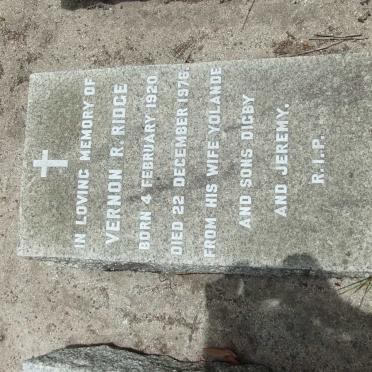 IN LOVING MEMORY OF
VERNON R. RIDGE
BORN 4 FEBRUARY 1920.
DIED 22 DECEMBER 1976.
FROM HIS WIFE YOLANDE
AND SONS DIGBY
AND JEREMY.
R.I.P.